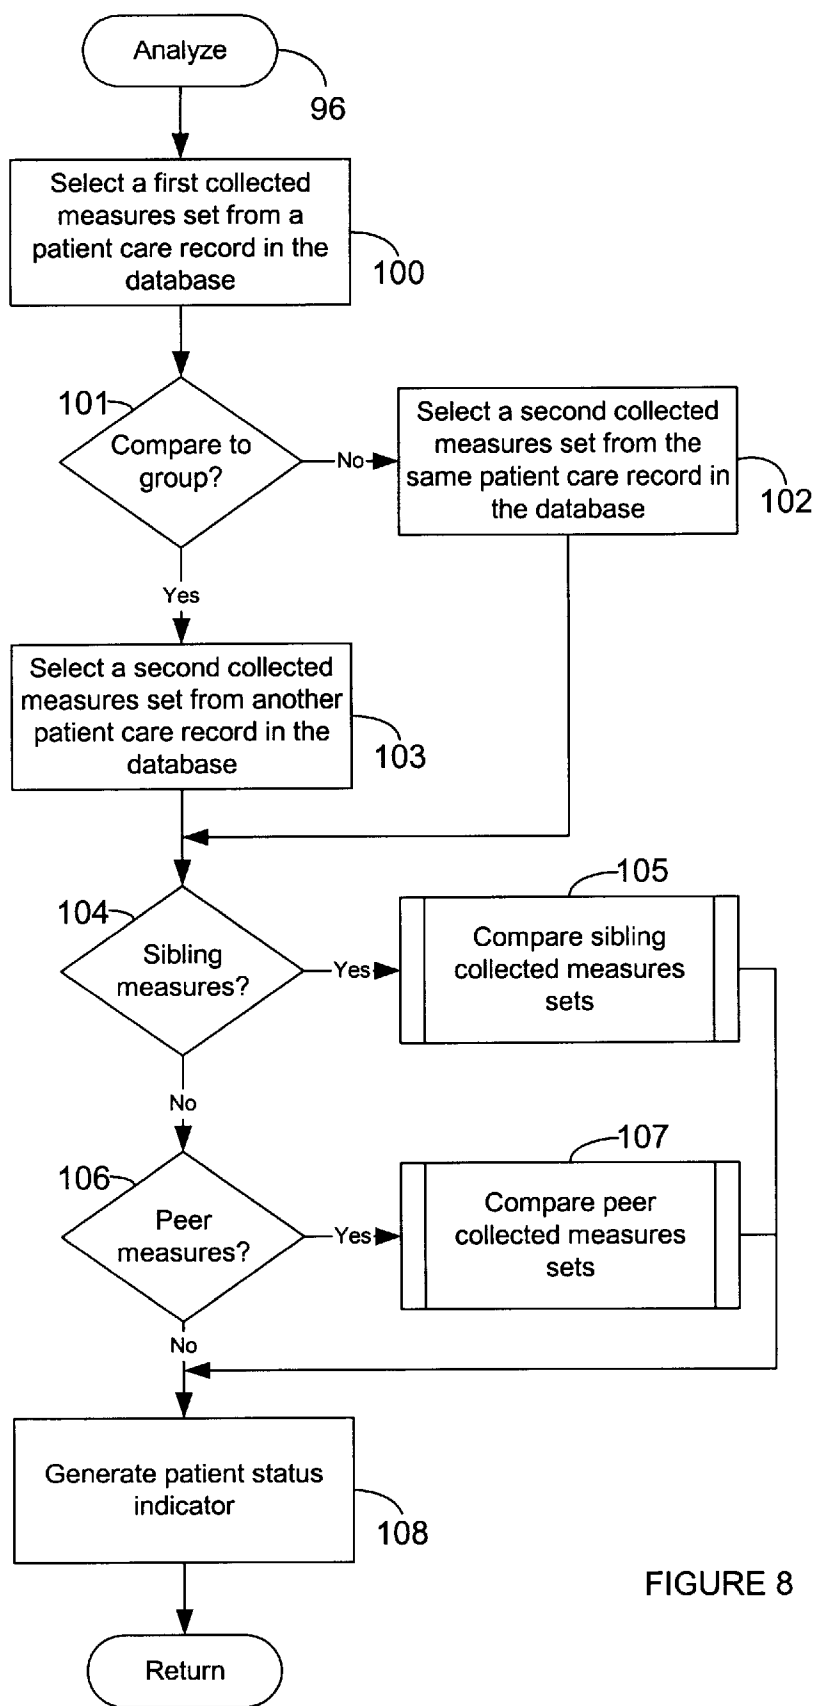 Analyze
96
Select a first collected
measures set from a
patient care record in the
database
100
101
Compare to
group?
No
Select a second collected
measures set from the
same patient care record in
the database
102
Yes
Select a second collected
measures set from another
patient care record in the
database
103
104
Sibling
measures?
Yes
105
Compare sibling
collected measures
sets
No
106
Peer
measures?
Yes
107
Compare peer
collected measures
sets
No
Generate patient status
indicator
108
FIGURE 8
Return